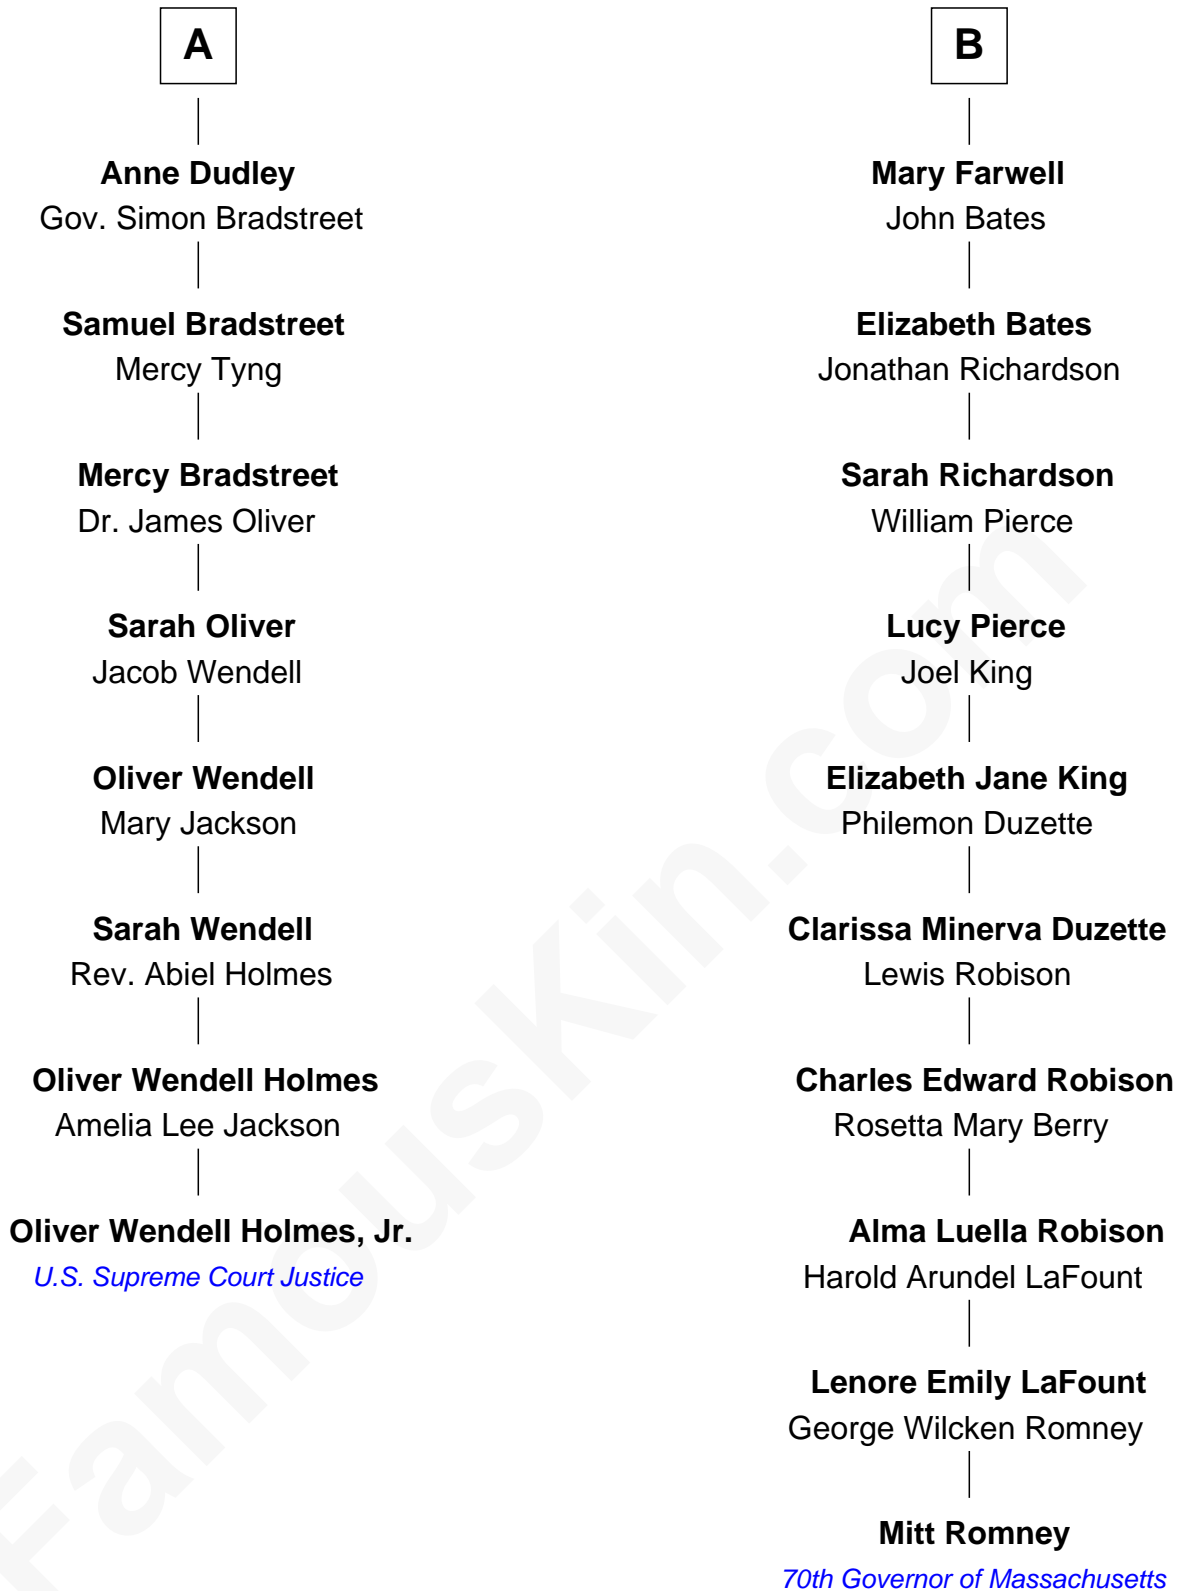 A
Anne Dudley
Gov. Simon Bradstreet
Samuel Bradstreet
Mercy Tyng
Mercy Bradstreet
Dr. James Oliver
Sarah Oliver
Jacob Wendell
Oliver Wendell
Mary Jackson
Sarah Wendell
Rev. Abiel Holmes
Oliver Wendell Holmes
Amelia Lee Jackson
Oliver Wendell Holmes, Jr.
U.S. Supreme Court Justice
B
Mary Farwell
John Bates
Elizabeth Bates
Jonathan Richardson
Sarah Richardson
William Pierce
Lucy Pierce
Joel King
Elizabeth Jane King
Philemon Duzette
Clarissa Minerva Duzette
Lewis Robison
Charles Edward Robison
Rosetta Mary Berry
Alma Luella Robison
Harold Arundel LaFount
Lenore Emily LaFount
George Wilcken Romney
Mitt Romney
70th Governor of Massachusetts
FamousKin.com